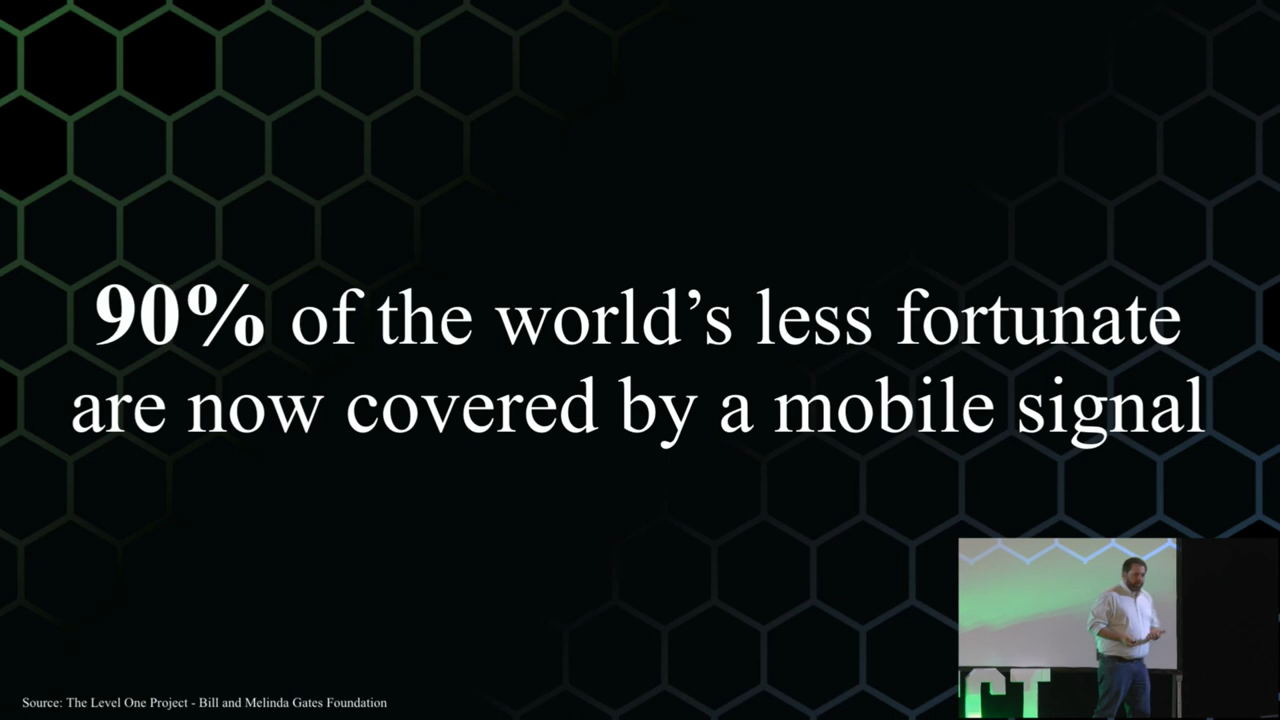 90% of the world’s less fortunate
are now covered by a mobile signal
CT
Source: The Level One Project - Bill and Melinda Gates Foundation